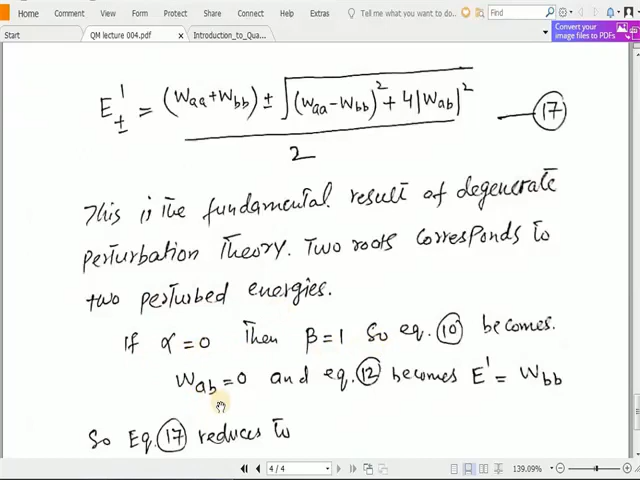 Home Comment View Form Protect Share Connect Help Extras Tell me what you want to do... Find
Start QM lecture 004.pdf Introduction_to_Qua...
Convert your image files to PDFs!
E¹± = (Waa+Wbb) ± √(Waa-Wbb)² + 4|Wab|² / 2 — 17
This is the fundamental result of degenerate
perturbation Theory. Two roots corresponds to
two perturbed energies.
If α=0 Then β=1 So eq. 10 becomes.
Wab=0 and eq. 12 becomes E¹= Wbb
So Eq. 17 reduces to
4 / 4 139.09%